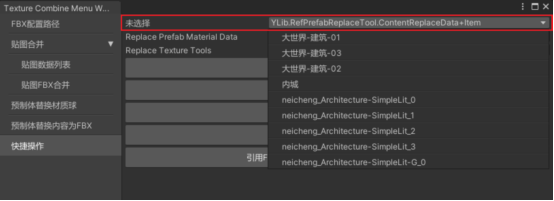 Texture Combine Menu W...
FBX配置路径
贴图合并
贴图数据列表
贴图FBX合并
预制体替换材质球
预制体替换内容为FBX
快捷操作
未选择
YLib.RefPrefabReplaceTool.ContentReplaceData+Item
Replace Prefab Material Data
Replace Texture Tools
大世界-建筑-01
大世界-建筑-03
大世界-建筑-02
内城
neicheng_Architecture-SimpleLit_0
neicheng_Architecture-SimpleLit_1
neicheng_Architecture-SimpleLit_2
neicheng_Architecture-SimpleLit_3
neicheng_Architecture-SimpleLit-G_0
引用F